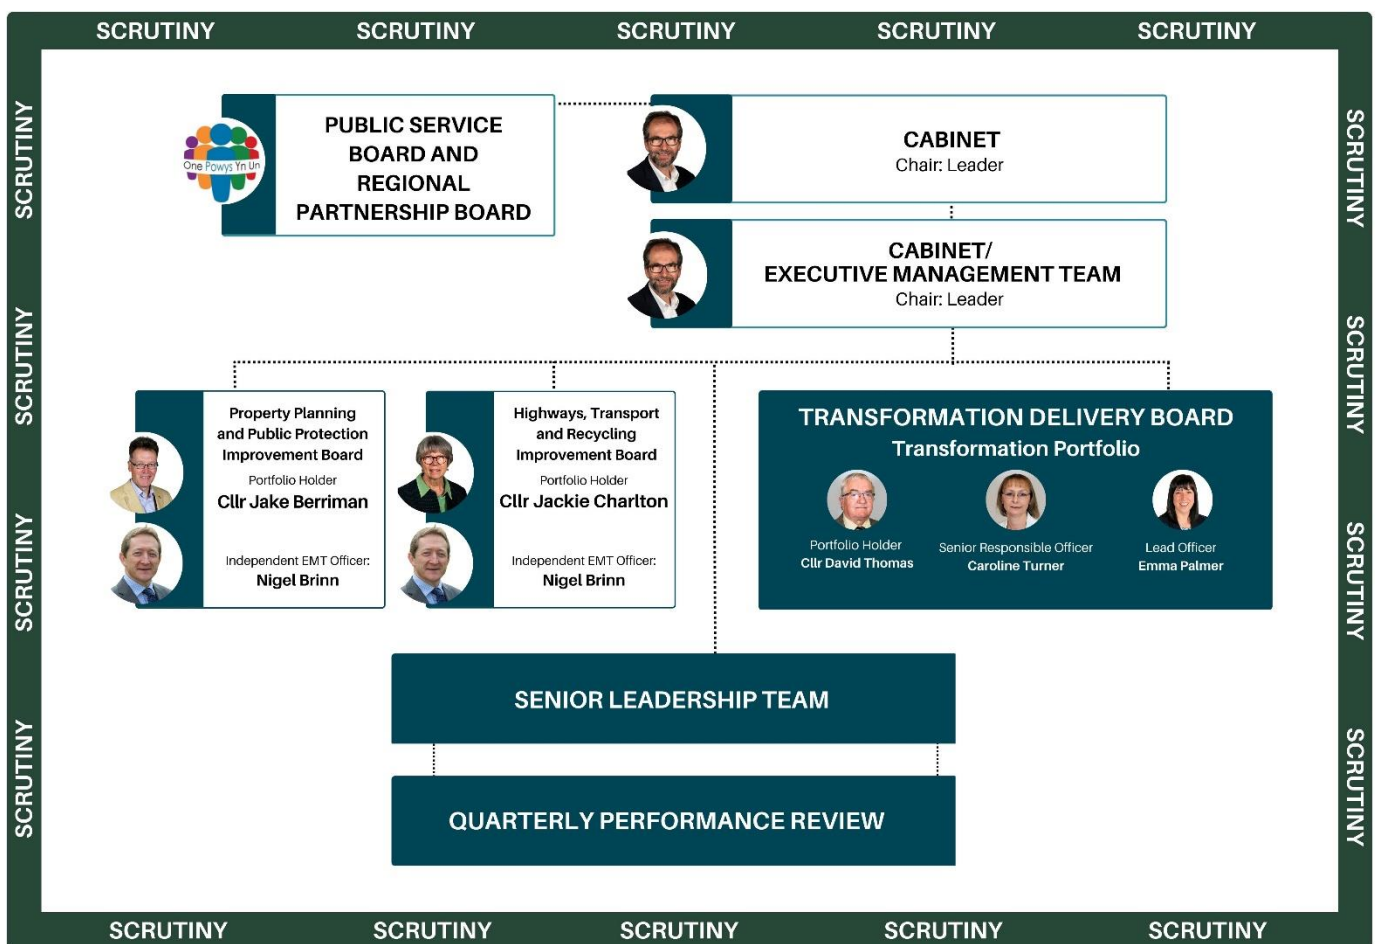 SCRUTINY SCRUTINY SCRUTINY SCRUTINY SCRUTINY
SCRUTINY
SCRUTINY
SCRUTINY
SCRUTINY
One Powys Yn Un
PUBLIC SERVICE
BOARD AND
REGIONAL
PARTNERSHIP BOARD
CABINET
Chair: Leader
CABINET/
EXECUTIVE MANAGEMENT TEAM
Chair: Leader
Property Planning
and Public Protection
Improvement Board
Portfolio Holder
Cllr Jake Berriman
Independent EMT Officer:
Nigel Brinn
Highways, Transport
and Recycling
Improvement Board
Portfolio Holder
Cllr Jackie Charlton
Independent EMT Officer:
Nigel Brinn
TRANSFORMATION DELIVERY BOARD
Transformation Portfolio
Portfolio Holder
Cllr David Thomas
Senior Responsible Officer
Caroline Turner
Lead Officer
Emma Palmer
SENIOR LEADERSHIP TEAM
QUARTERLY PERFORMANCE REVIEW
SCRUTINY
SCRUTINY
SCRUTINY
SCRUTINY
SCRUTINY SCRUTINY SCRUTINY SCRUTINY SCRUTINY